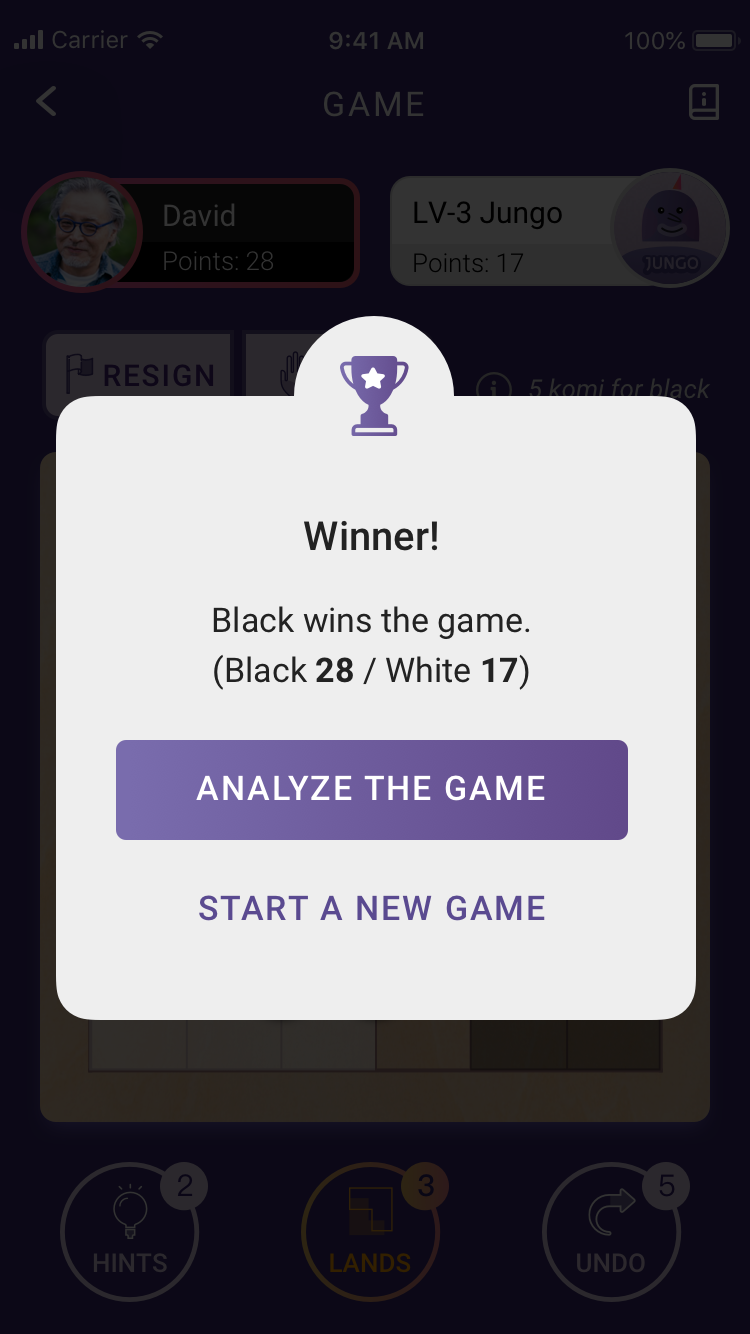 Carrier 9:41 AM 100%
GAME
David
Points: 28
LV-3 Jungo
Points: 17
JUNGO
RESIGN
5 komi for black
Winner!
Black wins the game.
(Black 28 / White 17)
ANALYZE THE GAME
START A NEW GAME
2
HINTS
3
LANDS
5
UNDO